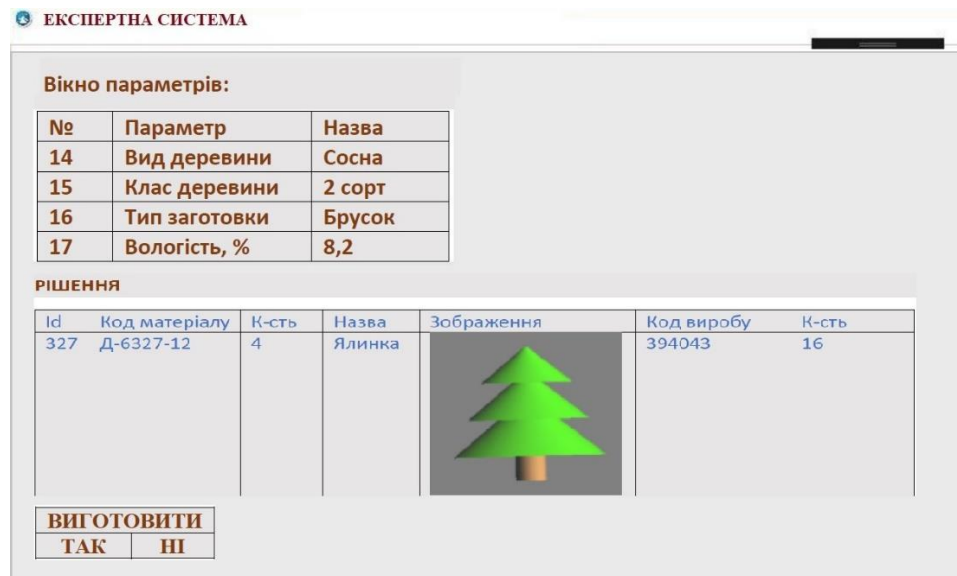 ЕКСПЕРТНА СИСТЕМА
Вікно параметрів:
№ Параметр Назва
14 Вид деревини Сосна
15 Клас деревини 2 сорт
16 Тип заготовки Брусок
17 Вологість, % 8,2
РІШЕННЯ
Id Код матеріалу К-сть Назва Зображення Код виробу К-сть
327 Д-6327-12 4 Ялинка 394043 16
ВИГОТОВИТИ
ТАК НІ